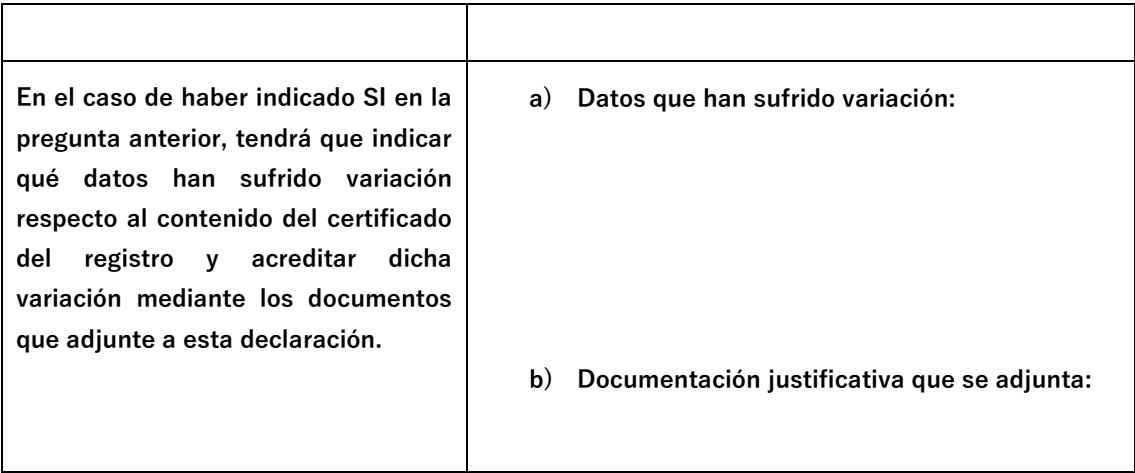 En el caso de haber indicado SI en la
pregunta anterior, tendrá que indicar
qué datos han sufrido variación
respecto al contenido del certificado
del registro y acreditar dicha
variación mediante los documentos
que adjunte a esta declaración.
a) Datos que han sufrido variación:
b) Documentación justificativa que se adjunta: